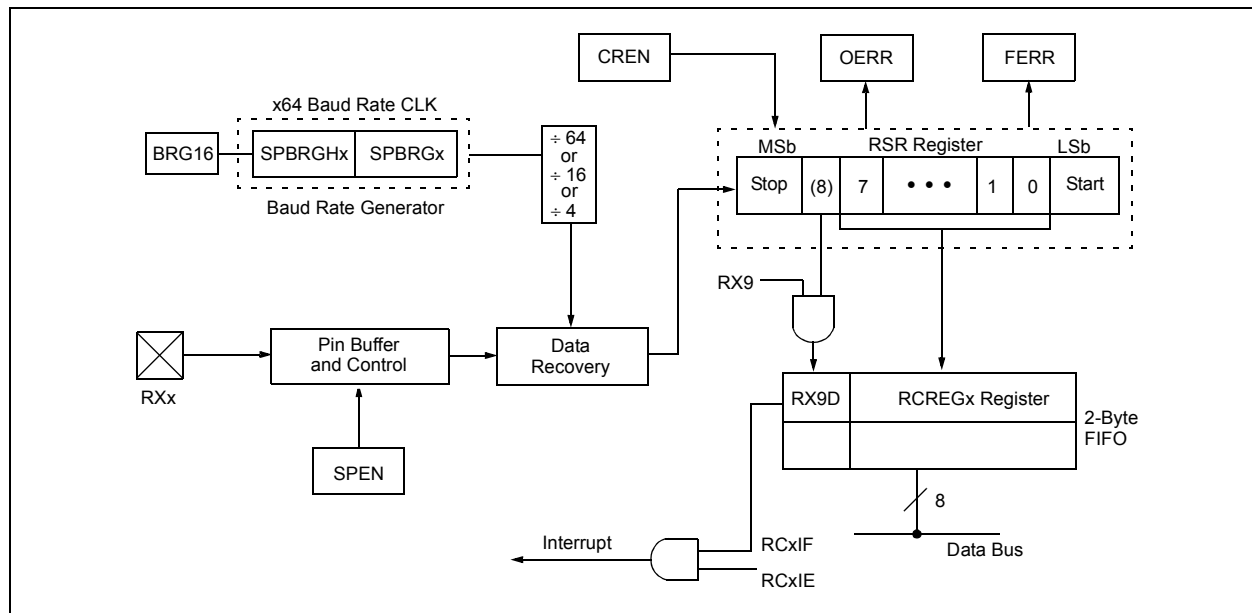 CREN
OERR
FERR
x64 Baud Rate CLK
BRG16
SPBRGHx
SPBRGx
Baud Rate Generator
÷ 64
or
÷ 16
or
÷ 4
MSb
RSR Register
LSb
Stop
(8)
7
• • •
1
0
Start
RX9
RXx
Pin Buffer
and Control
Data
Recovery
SPEN
RX9D
RCREGx Register
2-Byte
FIFO
8
Data Bus
Interrupt
RCxIF
RCxIE